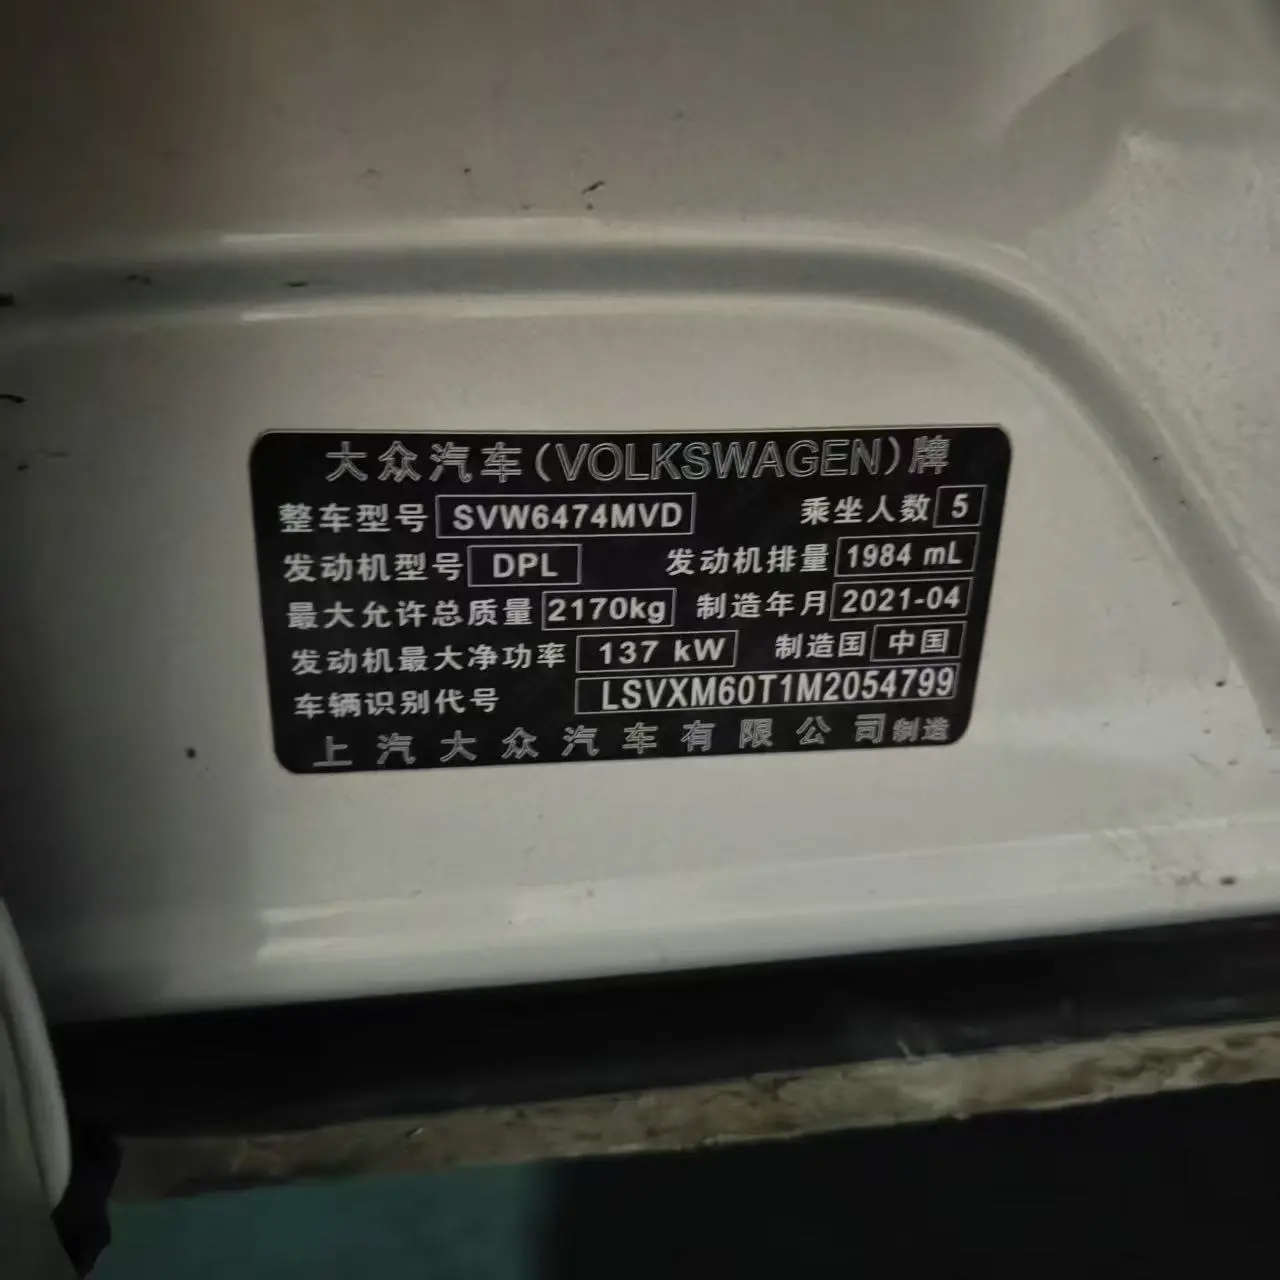 大众汽车(VOLKSWAGEN)牌
整车型号 SVW6474MVD 乘坐人数 5
发动机型号 DPL 发动机排量 1984 mL
最大允许总质量 2170kg 制造年月 2021-04
发动机最大净功率 137 kW 制造国 中国
车辆识别代号 LSVXM60T1M2054799
上汽大众汽车有限公司制造